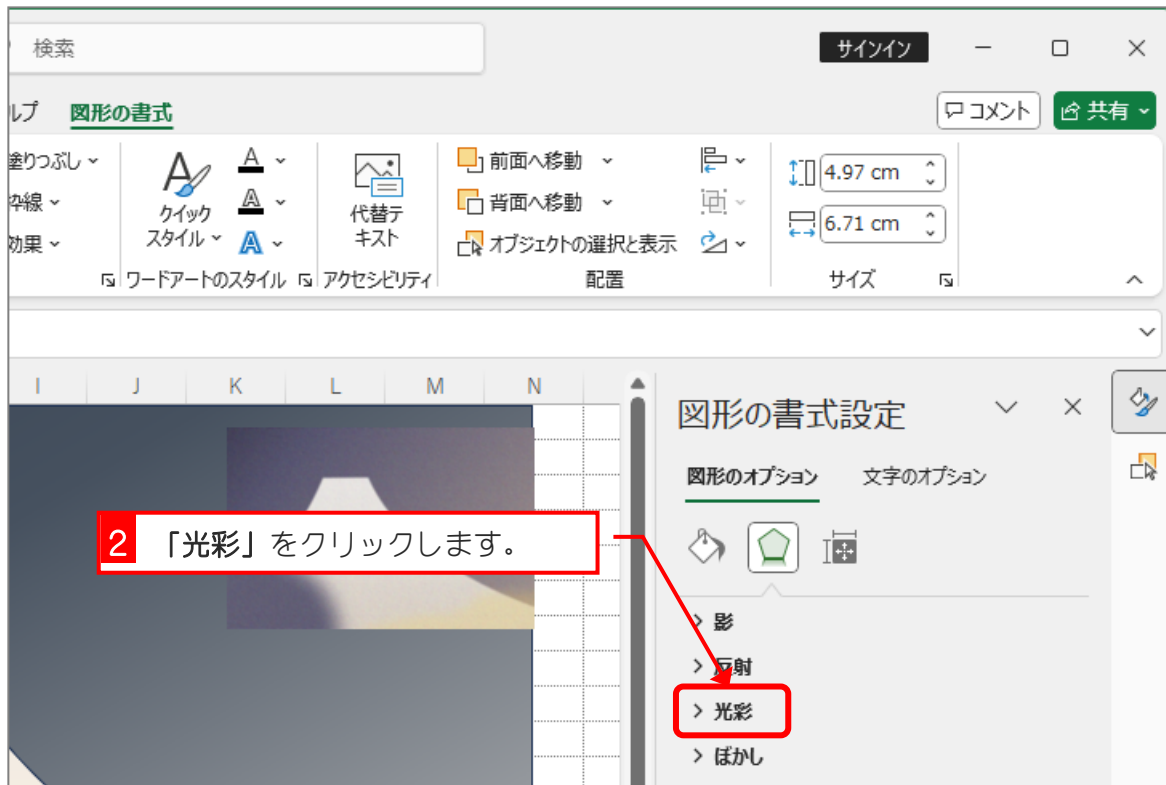 検索
サインイン
ルプ 図形の書式 コメント 共有
塗りつぶし
枠線
効果
クイック
スタイル
代替テ
キスト
前面へ移動
背面へ移動
オブジェクトの選択と表示
4.97 cm
6.71 cm
ワードアートのスタイル アクセシビリティ 配置 サイズ
I J K L M N
図形の書式設定
図形のオプション 文字のオプション
2 「光彩」をクリックします。
影
反射
光彩
ぼかし